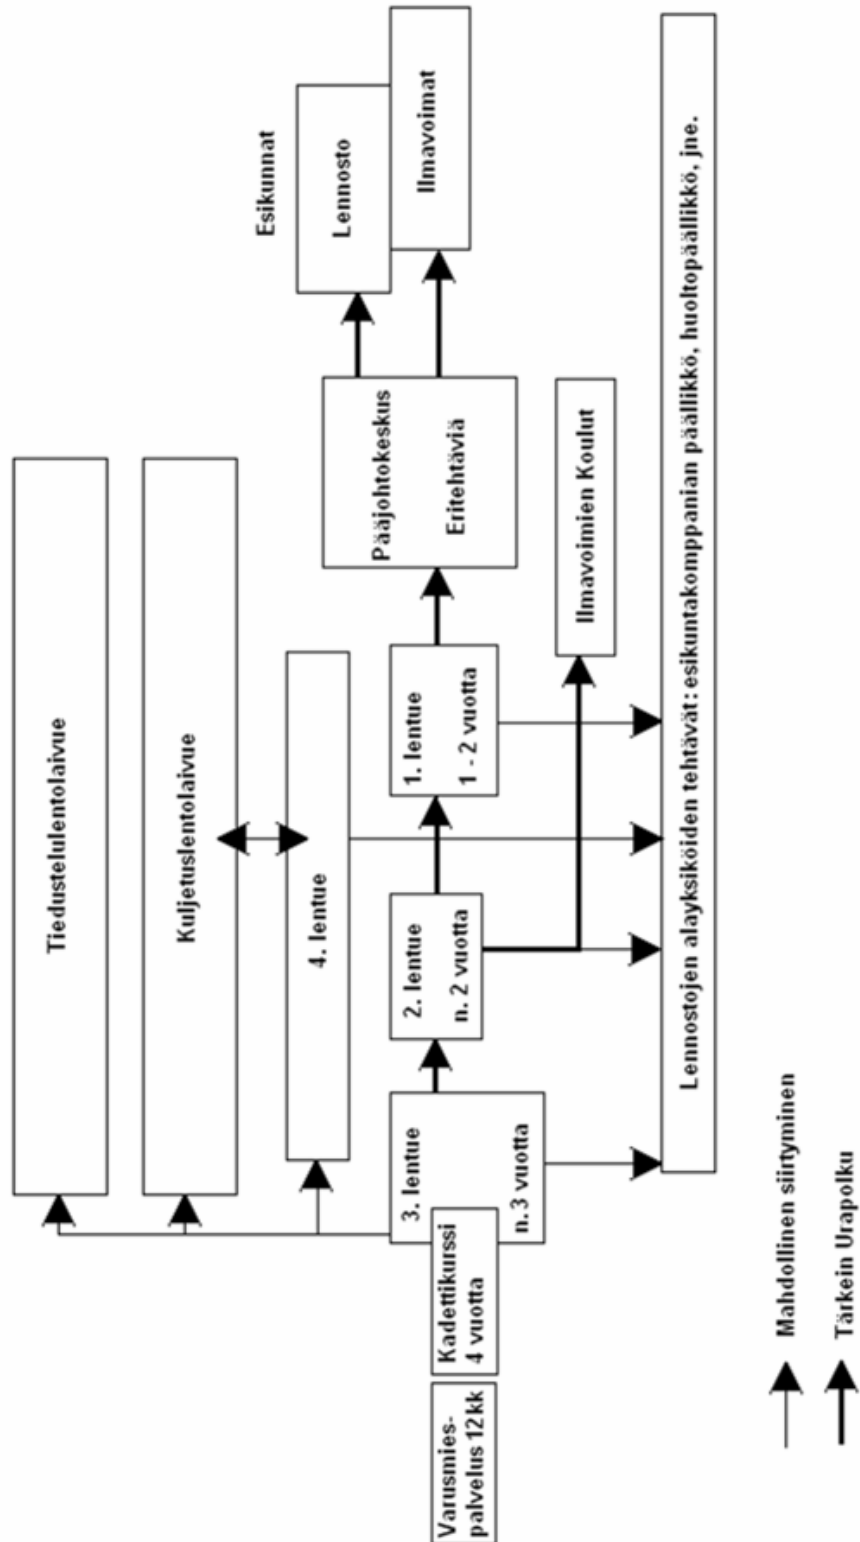 Tiedustelulentolaivue
Kuljetuslentolaivue
4. lentue
Esikunnat
Lennosto
Ilmavoimat
Varusmies-
palvelus 12kk
Kadettikurssi
4 vuotta
3. lentue
n. 3 vuotta
2. lentue
n. 2 vuotta
1. lentue
1 - 2 vuotta
Pääjohtokeskus
Eritehtäviä
Ilmavoimien Koulut
Lennostojen alayksiköiden tehtävät: esikuntakomppanian päällikkö, huoltopäällikkö, jne.
Mahdollinen siirtyminen
Tärkein Urapolku